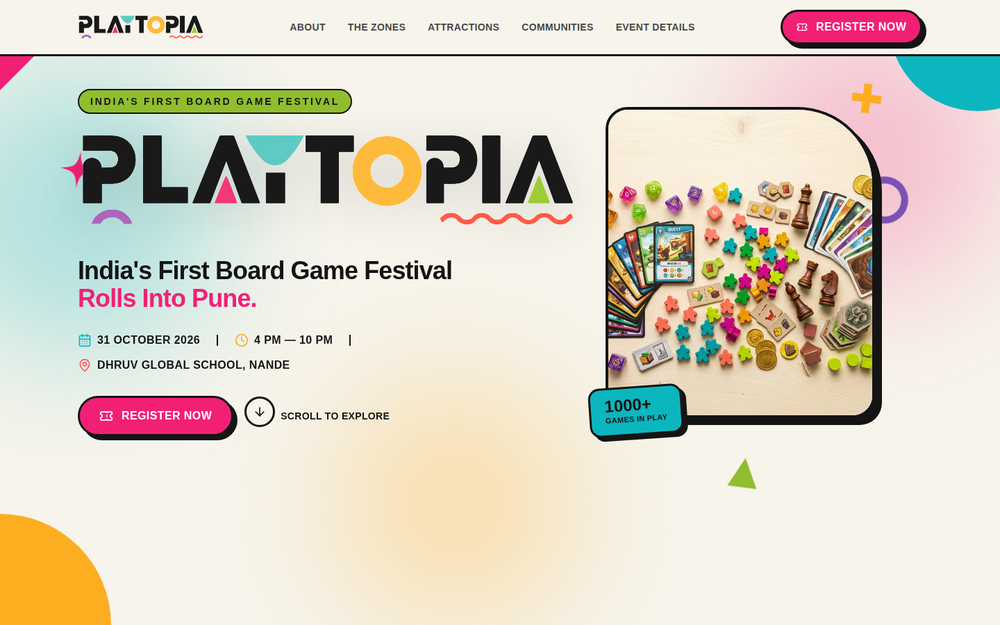 PLAYTOPIA
ABOUT
THE ZONES
ATTRACTIONS
COMMUNITIES
EVENT DETAILS
REGISTER NOW
INDIA'S FIRST BOARD GAME FESTIVAL
PLAYTOPIA
India's First Board Game Festival
Rolls Into Pune.
31 OCTOBER 2026
4 PM — 10 PM
DHRUV GLOBAL SCHOOL, NANDE
REGISTER NOW
SCROLL TO EXPLORE
12
QUEST
1000+
GAMES IN PLAY